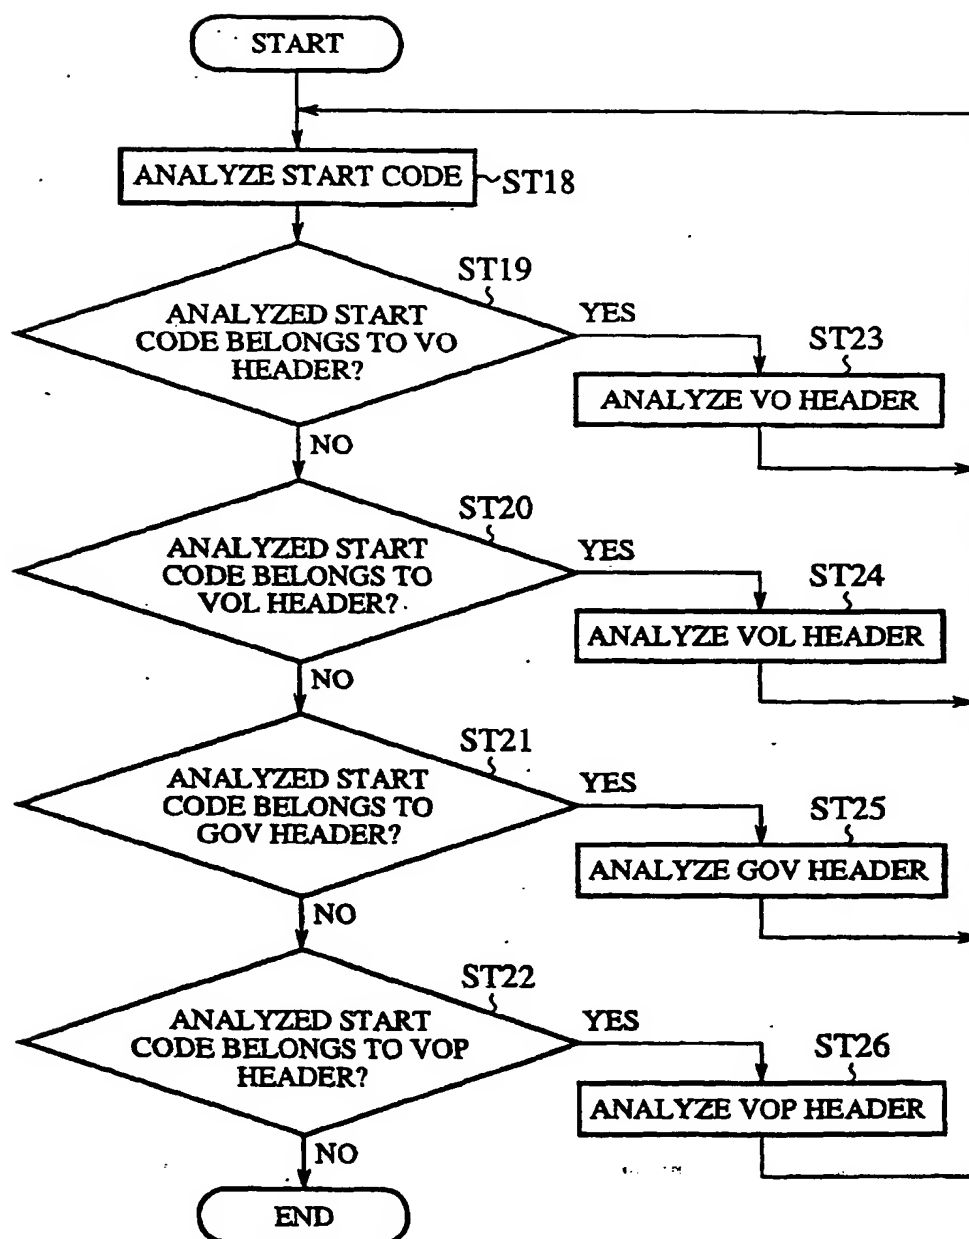 START
ANALYZE START CODE
ST18
ST19
ANALYZED START
CODE BELONGS TO VO
HEADER?
YES
ST23
ANALYZE VO HEADER
NO
ST20
ANALYZED START
CODE BELONGS TO
VOL HEADER?
YES
ST24
ANALYZE VOL HEADER
NO
ST21
ANALYZED START
CODE BELONGS TO
GOV HEADER?
YES
ST25
ANALYZE GOV HEADER
NO
ST22
ANALYZED START
CODE BELONGS TO VOP
HEADER?
YES
ST26
ANALYZE VOP HEADER
NO
END